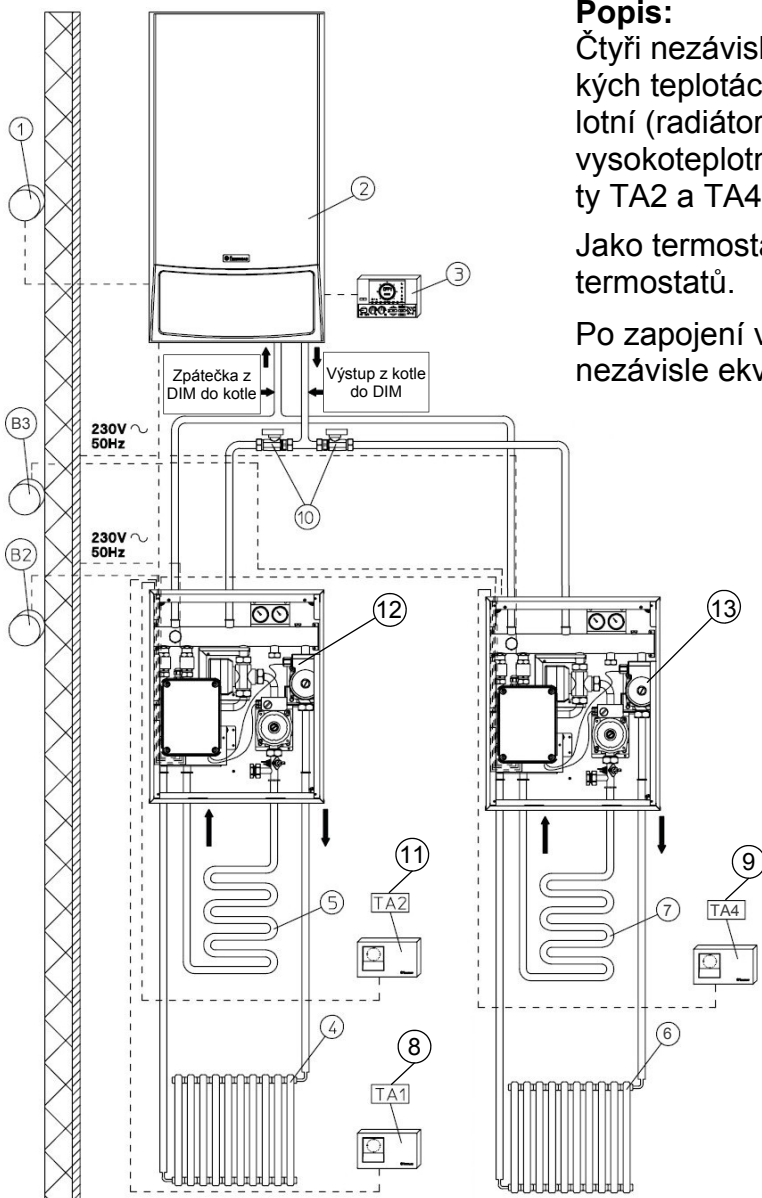 Popis:
Čtyři nezávisl
kých teplotác
lotní (radiátor
vysokoteplotn
ty TA2 a TA4
Jako termosta
termostatů.
Po zapojení v
nezávisle ekv
1
2
3
Zpátečka z
DIM do kotle
Výstup z kotle
do DIM
B3
230V ~
50Hz
10
B2
230V ~
50Hz
12
13
11
TA2
9
TA4
5
7
4
8
TA1
6